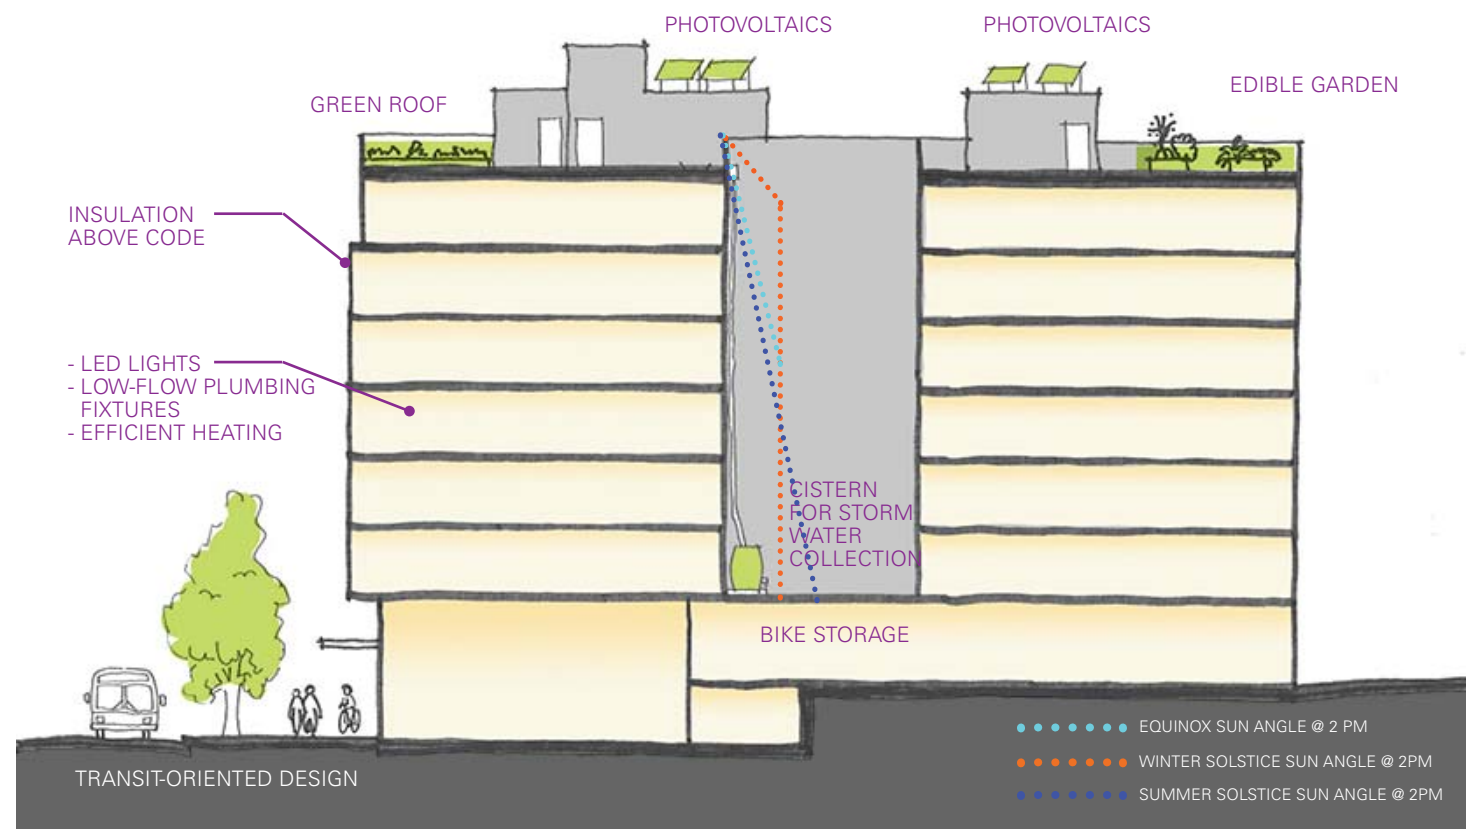 PHOTOVOLTAICS
PHOTOVOLTAICS
EDIBLE GARDEN
GREEN ROOF
INSULATION
ABOVE CODE
- LED LIGHTS
- LOW-FLOW PLUMBING
FIXTURES
- EFFICIENT HEATING
CISTERN
FOR STORM
WATER
COLLECTION
BIKE STORAGE
EQUINOX SUN ANGLE @ 2 PM
WINTER SOLSTICE SUN ANGLE @ 2PM
SUMMER SOLSTICE SUN ANGLE @ 2PM
TRANSIT-ORIENTED DESIGN